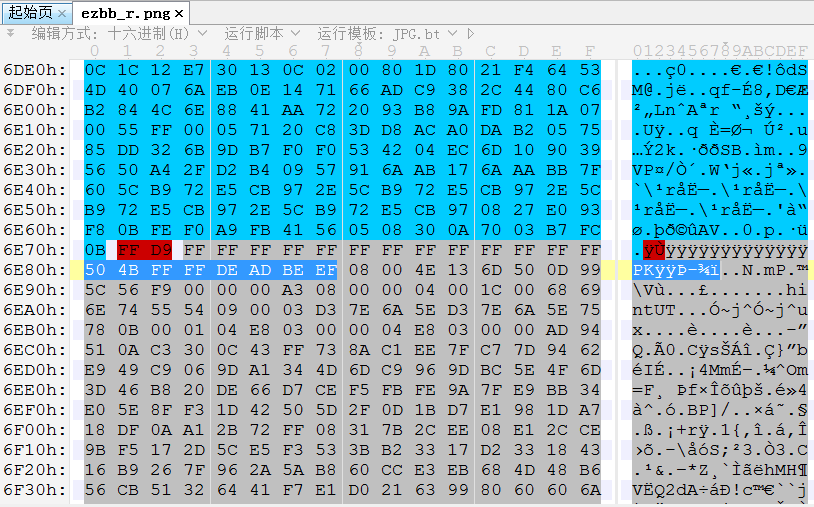 起始页 × ezbb_r.png ×
编辑方式: 十六进制(H) 运行脚本 运行模板: JPG.bt
0 1 2 3 4 5 6 7 8 9 A B C D E F 0123456789ABCDEF
6DE0h: 0C 1C 12 E7 30 13 0C 02 00 80 1D 80 21 F4 64 53 ...ç0....€.€!ôdS
6DF0h: 4D 40 07 6A EB 0E 14 71 66 AD C9 38 2C 44 80 C6 M@.jë..qf-É8,D€Æ
6E00h: B2 84 4C 6E 88 41 AA 72 20 93 B8 9A FD 81 1A 07 ²„LnˆAªr “¸šý...
6E10h: 00 55 FF 00 05 71 20 C8 3D D8 AC A0 DA B2 05 75 .Uÿ..q È=Ø¬ Ú².u
6E20h: 85 DD 32 6B 9D B7 F0 F0 53 42 04 EC 6D 10 90 39 …Ý2k.·ððSB.ìm..9
6E30h: 56 50 A4 2F D2 B4 09 57 91 6A AB 17 6A AA BB 7F VP¤/Ò´.W‘j«.jª».
6E40h: 60 5C B9 72 E5 CB 97 2E 5C B9 72 E5 CB 97 2E 5C `\¹råË—.\¹råË—.\
6E50h: B9 72 E5 CB 97 2E 5C B9 72 E5 CB 97 08 27 E0 93 ¹råË—.\¹råË—.'à“
6E60h: F8 0B FE F0 A9 FB 41 56 05 08 30 0A 70 03 B7 FC ø.þð©ûAV..0.p.·ü
6E70h: 0B FF D9 FF FF FF FF FF FF FF FF FF FF FF FF FF .ÿÙÿÿÿÿÿÿÿÿÿÿÿÿÿ
6E80h: 50 4B FF FF DE AD BE EF 08 00 4E 13 6D 50 0D 99 PKÿÿÞ-¾ï..N.mP.™
6E90h: 5C 56 F9 00 00 00 A3 08 00 00 04 00 1C 00 68 69 \Vù...£.......hi
6EA0h: 6E 74 55 54 09 00 03 D3 7E 6A 5E D3 7E 6A 5E 75 ntUT...Ó~j^Ó~j^u
6EB0h: 78 0B 00 01 04 E8 03 00 00 04 E8 03 00 00 AD 94 x....è....è...-”
6EC0h: 51 0A C3 30 0C 43 FF 73 8A C1 EE 7F C7 7D 94 62 Q.Ã0.CÿsŠÁî.Ç}”b
6ED0h: E9 49 C9 06 9D A1 34 4D 6D C9 96 9D BC 5E 4F 6D éIÉ..¡4MmÉ–.¼^Om
6EE0h: 3D 46 B8 20 DE 66 D7 CE F5 FB FE 9A 7F E9 BB 34 =F¸ Þf×Îõûþš.é»4
6EF0h: E0 5E 8F F3 1D 42 50 5D 2F 0D 1B D7 E1 98 1D A7 à^.ó.BP]/..×á˜.§
6F00h: 18 DF 0A A1 2B 72 FF 08 31 7B 2C EE 08 E1 2C CE .ß.¡+rÿ.1{,î.á,Î
6F10h: 9B F5 17 2D 5C E5 F3 53 3B B2 33 17 D2 33 18 43 ›õ.-\åóS;²3.Ò3.C
6F20h: 16 B9 26 7F 96 2A 5A B8 60 CC E3 EB 68 4D 48 B6 .¹&.–*Z¸`ÌãëhMH¶
6F30h: 56 CB 51 32 64 41 F7 E1 D0 21 63 99 80 60 60 6A VËQ2dA÷áÐ!c™€``j